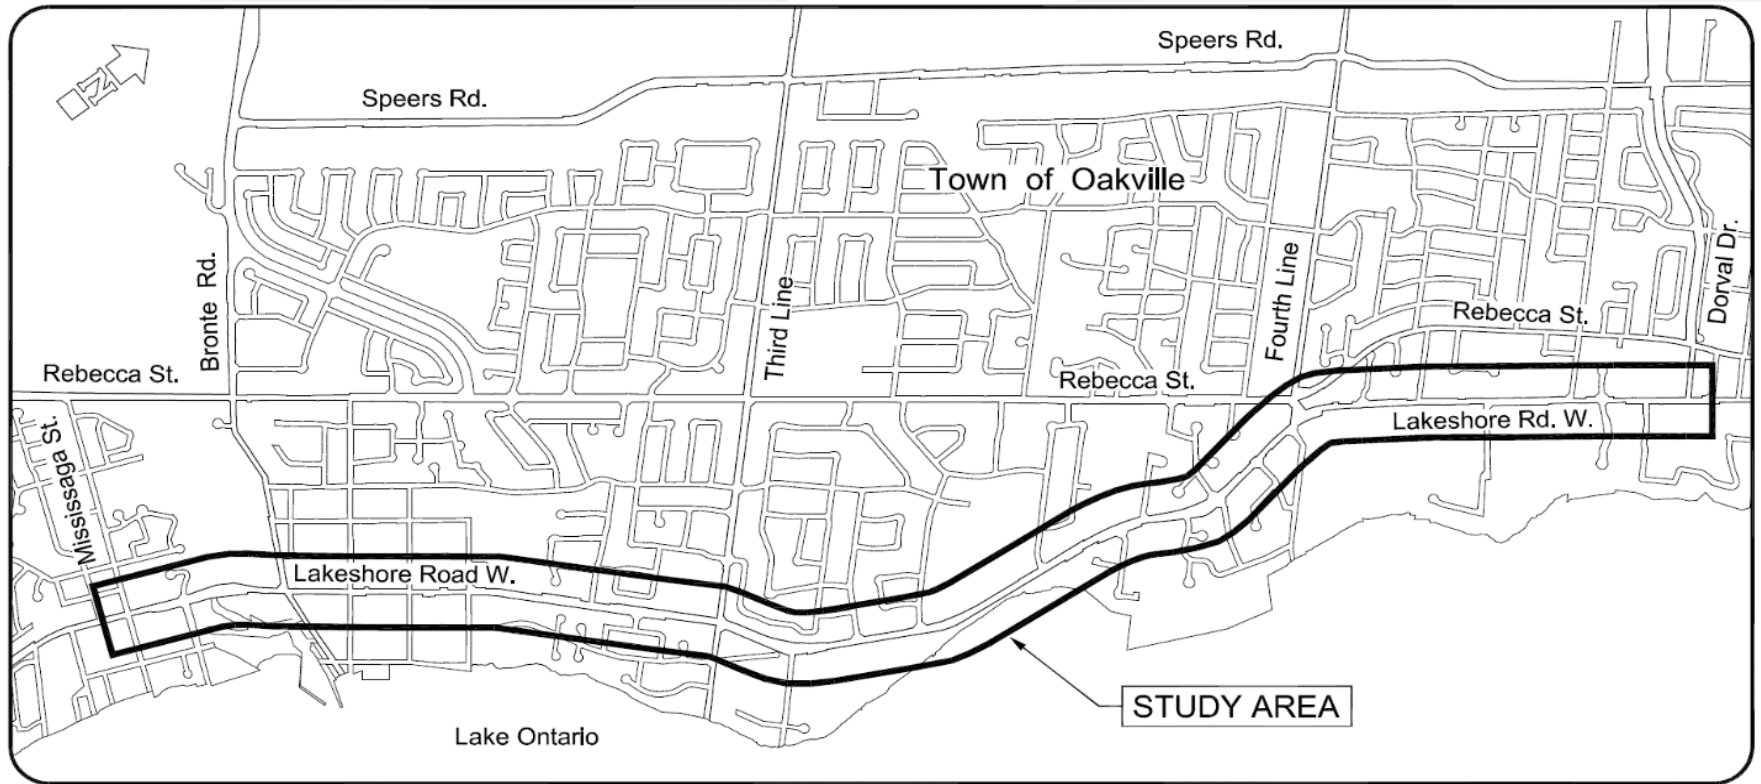 Speers Rd.
N
Speers Rd.
Town of Oakville
Bronte Rd.
Third Line
Fourth Line
Dorval Dr.
Rebecca St.
Rebecca St.
Rebecca St.
Mississaga St.
Lakeshore Rd. W.
Lakeshore Road W.
STUDY AREA
Lake Ontario